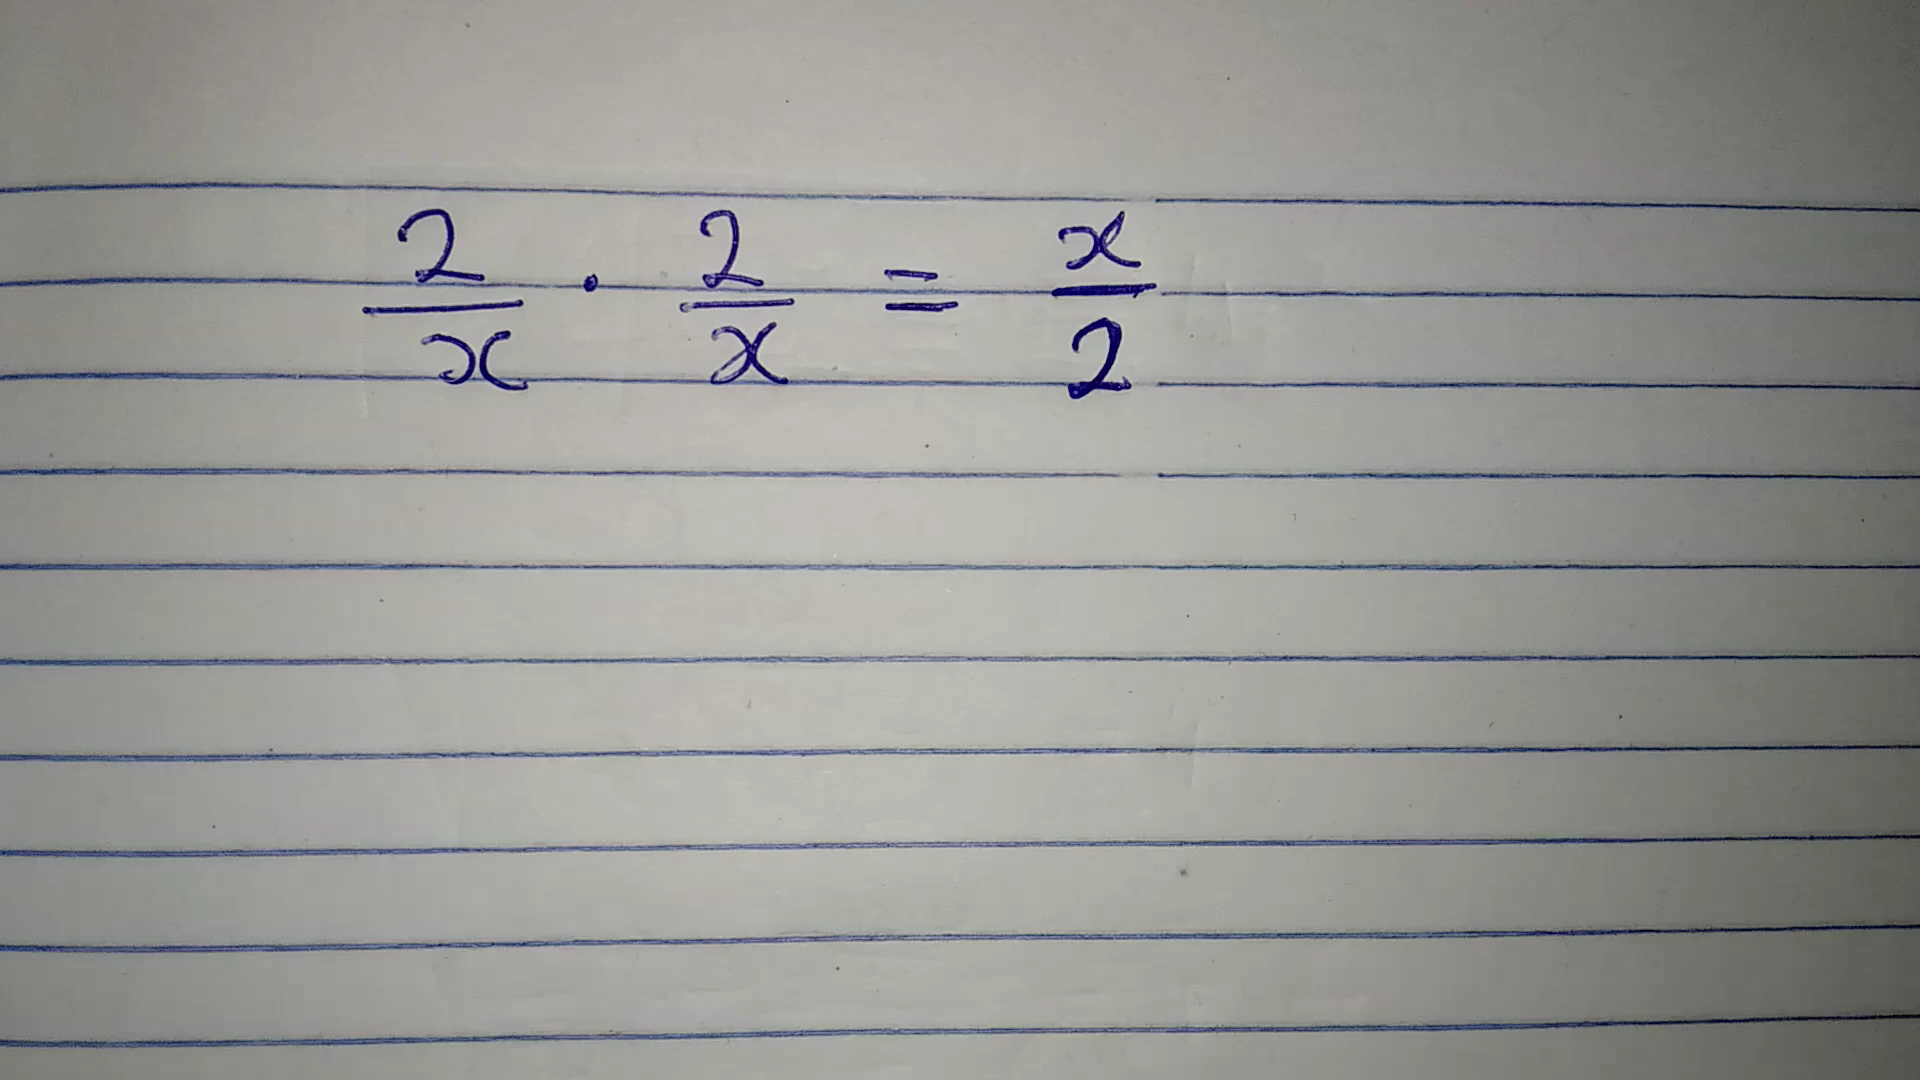 2/x · 2/x = x/2